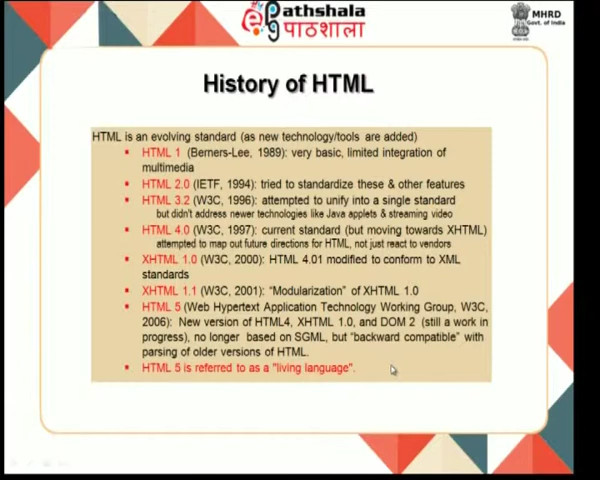 ePathshala
पाठशाला
MHRD
Govt. of India
History of HTML
HTML is an evolving standard (as new technology/tools are added)
HTML 1 (Berners-Lee, 1989): very basic, limited integration of
multimedia
HTML 2.0 (IETF, 1994): tried to standardize these & other features
HTML 3.2 (W3C, 1996): attempted to unify into a single standard
but didn't address newer technologies like Java applets & streaming video
HTML 4.0 (W3C, 1997): current standard (but moving towards XHTML)
attempted to map out future directions for HTML, not just react to vendors
XHTML 1.0 (W3C, 2000): HTML 4.01 modified to conform to XML
standards
XHTML 1.1 (W3C, 2001): “Modularization” of XHTML 1.0
HTML 5 (Web Hypertext Application Technology Working Group, W3C,
2006): New version of HTML4, XHTML 1.0, and DOM 2 (still a work in
progress), no longer based on SGML, but “backward compatible” with
parsing of older versions of HTML.
HTML 5 is referred to as a "living language".